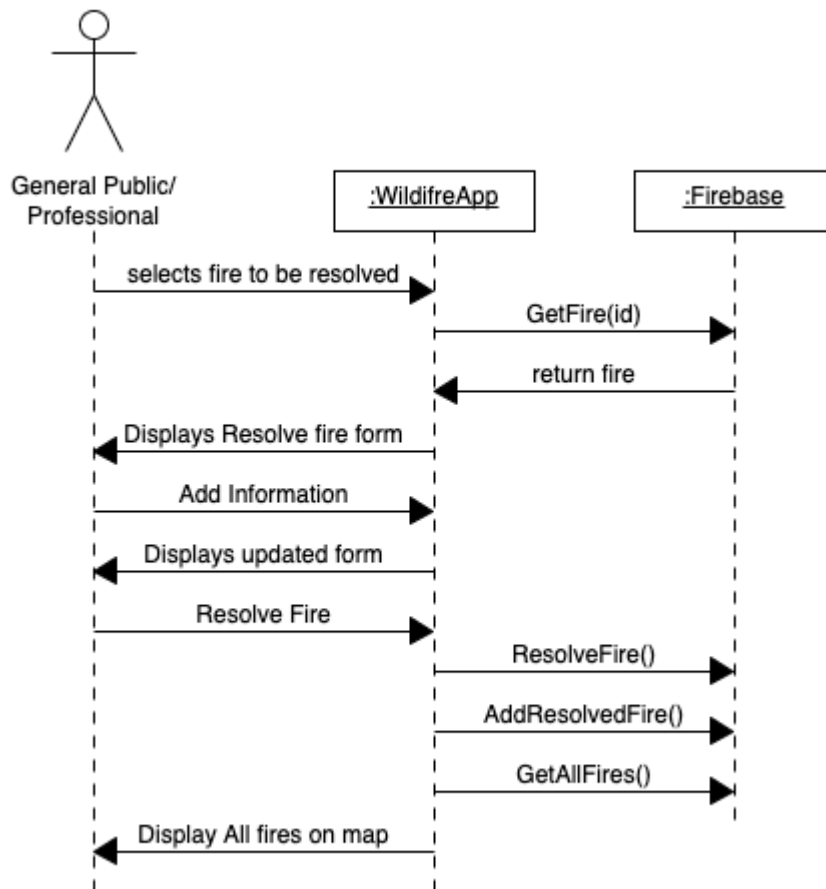 General Public/
Professional
:WildifreApp
:Firebase
selects fire to be resolved
GetFire(id)
return fire
Displays Resolve fire form
Add Information
Displays updated form
Resolve Fire
ResolveFire()
AddResolvedFire()
GetAllFires()
Display All fires on map